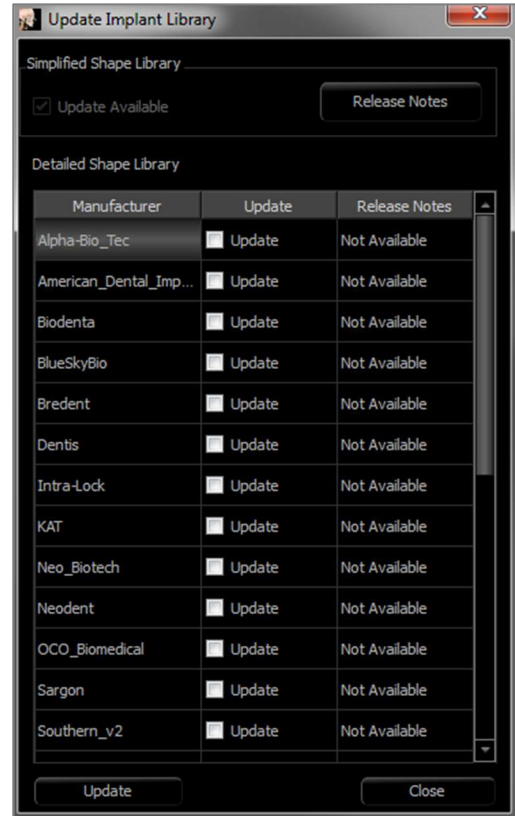 Update Implant Library
Simplified Shape Library
Update Available Release Notes
Detailed Shape Library
Manufacturer Update Release Notes
Alpha-Bio_Tec Update Not Available
American_Dental_Imp... Update Not Available
Biodenta Update Not Available
BlueSkyBio Update Not Available
Bredent Update Not Available
Dentis Update Not Available
Intra-Lock Update Not Available
KAT Update Not Available
Neo_Biotech Update Not Available
Neodent Update Not Available
OCO_Biomedical Update Not Available
Sargon Update Not Available
Southern_v2 Update Not Available
Update Close